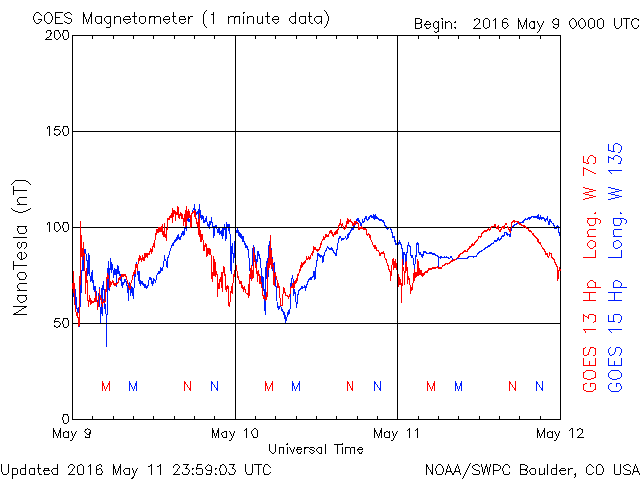 GOES Magnetometer (1 minute data)
Begin: 2016 May 9 0000 UTC
200
150
100
50
0
NanoTesla (nT)
M M N N M M N N M M N N
May 9 May 10 May 11 May 12
Universal Time
GOES 13 Hp Long. W 75
GOES 15 Hp Long. W 135
Updated 2016 May 11 23:59:03 UTC
NOAA/SWPC Boulder, CO USA